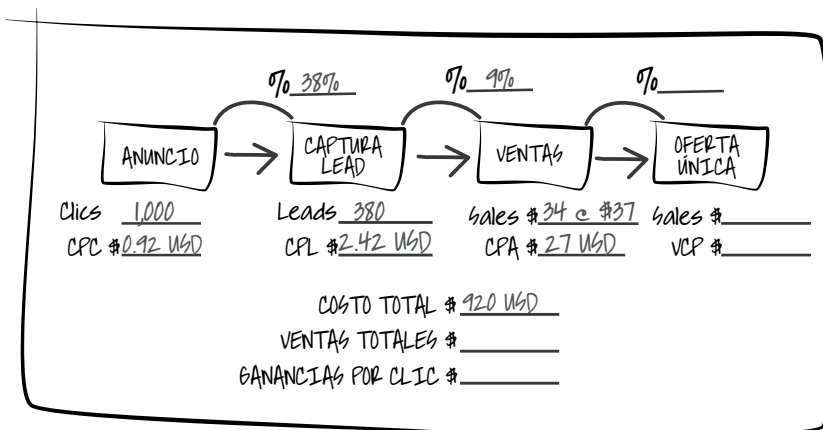 % 38% % 9% %
ANUNCIO CAPTURA LEAD VENTAS OFERTA ÚNICA
Clics 1,000 Leads 380 Sales $ 34 @ $37 Sales $
CPC $ 0.92 USD CPL $ 2.42 USD CPA $ 27 USD VCP $
COSTO TOTAL $ 920 USD
VENTAS TOTALES $
GANANCIAS POR CLIC $